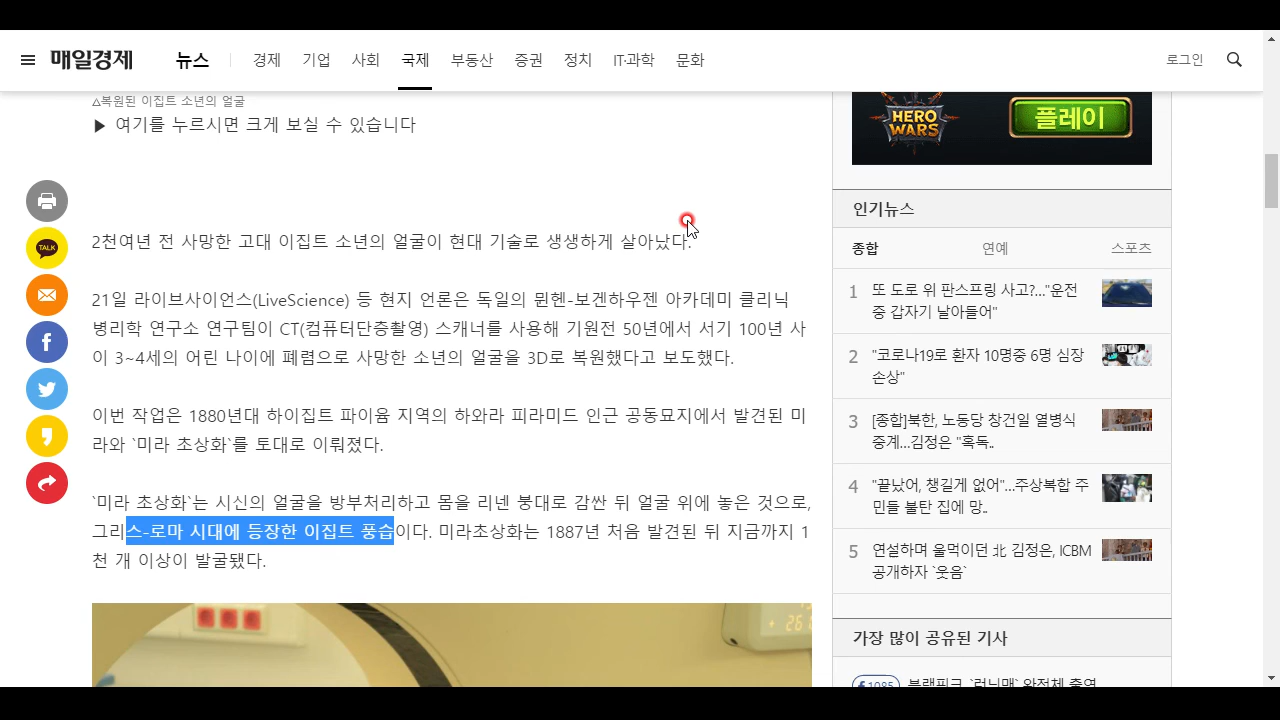 매일경제
뉴스
경제 기업 사회 국제 부동산 증권 정치 IT·과학 문화
로그인
△복원된 이집트 소년의 얼굴
▶ 여기를 누르시면 크게 보실 수 있습니다
2천여년 전 사망한 고대 이집트 소년의 얼굴이 현대 기술로 생생하게 살아났다.
21일 라이브사이언스(LiveScience) 등 현지 언론은 독일의 뮌헨-보겐하우젠 아카데미 클리닉
병리학 연구소 연구팀이 CT(컴퓨터단층촬영) 스캐너를 사용해 기원전 50년에서 서기 100년 사
이 3~4세의 어린 나이에 폐렴으로 사망한 소년의 얼굴을 3D로 복원했다고 보도했다.
이번 작업은 1880년대 하이집트 파이윰 지역의 하와라 피라미드 인근 공동묘지에서 발견된 미
라와 `미라 초상화`를 토대로 이뤄졌다.
`미라 초상화`는 시신의 얼굴을 방부처리하고 몸을 리넨 붕대로 감싼 뒤 얼굴 위에 놓은 것으로,
그리스-로마 시대에 등장한 이집트 풍습이다. 미라초상화는 1887년 처음 발견된 뒤 지금까지 1
천 개 이상이 발굴됐다.
TALK
HERO
WARS
플레이
인기뉴스
종합 연예 스포츠
1 또 도로 위 판스프링 사고?…"운전
중 갑자기 날아들어"
2 "코로나19로 환자 10명중 6명 심장
손상"
3 [종합]북한, 노동당 창건일 열병식
중계…김정은 "혹독..
4 "끝났어, 챙길게 없어"…주상복합 주
민들 불탄 집에 망..
5 연설하며 울먹이던 北 김정은, ICBM
공개하자 `웃음`
가장 많이 공유된 기사
1085 블랙핑크, `런닝맨` 완전체 출연